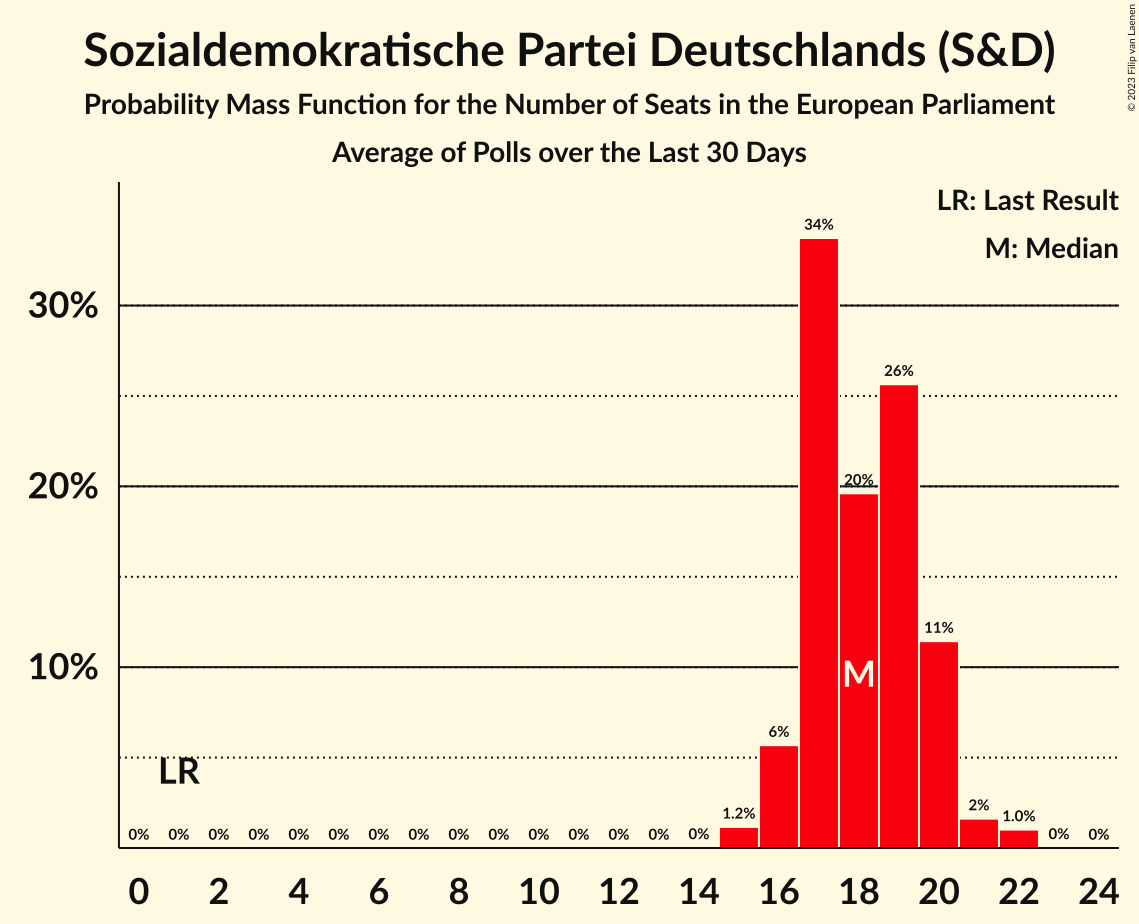 Sozialdemokratische Partei Deutschlands (S&D)
Probability Mass Function for the Number of Seats in the European Parliament
Average of Polls over the Last 30 Days
© 2023 Filip van Laenen
LR: Last Result
M: Median
34%
30%
26%
20%
20%
11%
10%
M
6%
LR
0% 0% 0% 0% 0% 0% 0% 0% 0% 0% 0% 0% 0% 0% 0% 1.2% 2% 1.0% 0% 0%
0 2 4 6 8 10 12 14 16 18 20 22 24